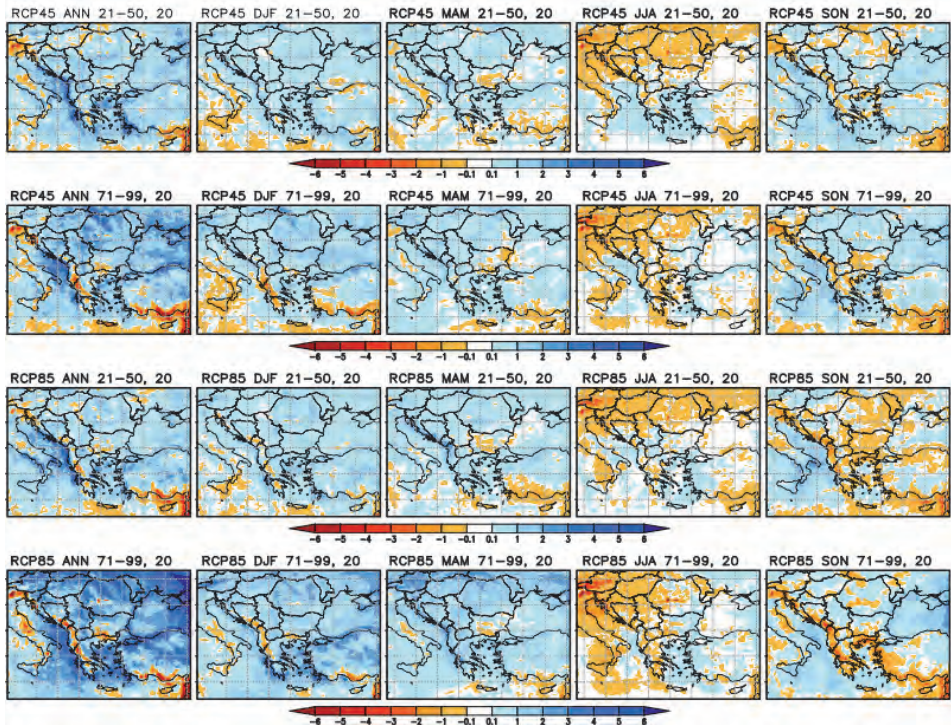 RCP45 ANN 21-50, 20 RCP45 DJF 21-50, 20 RCP45 MAM 21-50, 20 RCP45 JJA 21-50, 20 RCP45 SON 21-50, 20
-6 -5 -4 -3 -2 -1 -0.1 0.1 1 2 3 4 5 6
RCP45 ANN 71-99, 20 RCP45 DJF 71-99, 20 RCP45 MAM 71-99, 20 RCP45 JJA 71-99, 20 RCP45 SON 71-99, 20
-6 -5 -4 -3 -2 -1 -0.1 0.1 1 2 3 4 5 6
RCP85 ANN 21-50, 20 RCP85 DJF 21-50, 20 RCP85 MAM 21-50, 20 RCP85 JJA 21-50, 20 RCP85 SON 21-50, 20
-6 -5 -4 -3 -2 -1 -0.1 0.1 1 2 3 4 5 6
RCP85 ANN 71-99, 20 RCP85 DJF 71-99, 20 RCP85 MAM 71-99, 20 RCP85 JJA 71-99, 20 RCP85 SON 71-99, 20
-6 -5 -4 -3 -2 -1 -0.1 0.1 1 2 3 4 5 6